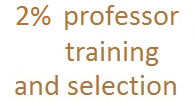 2% professor
training
and selection